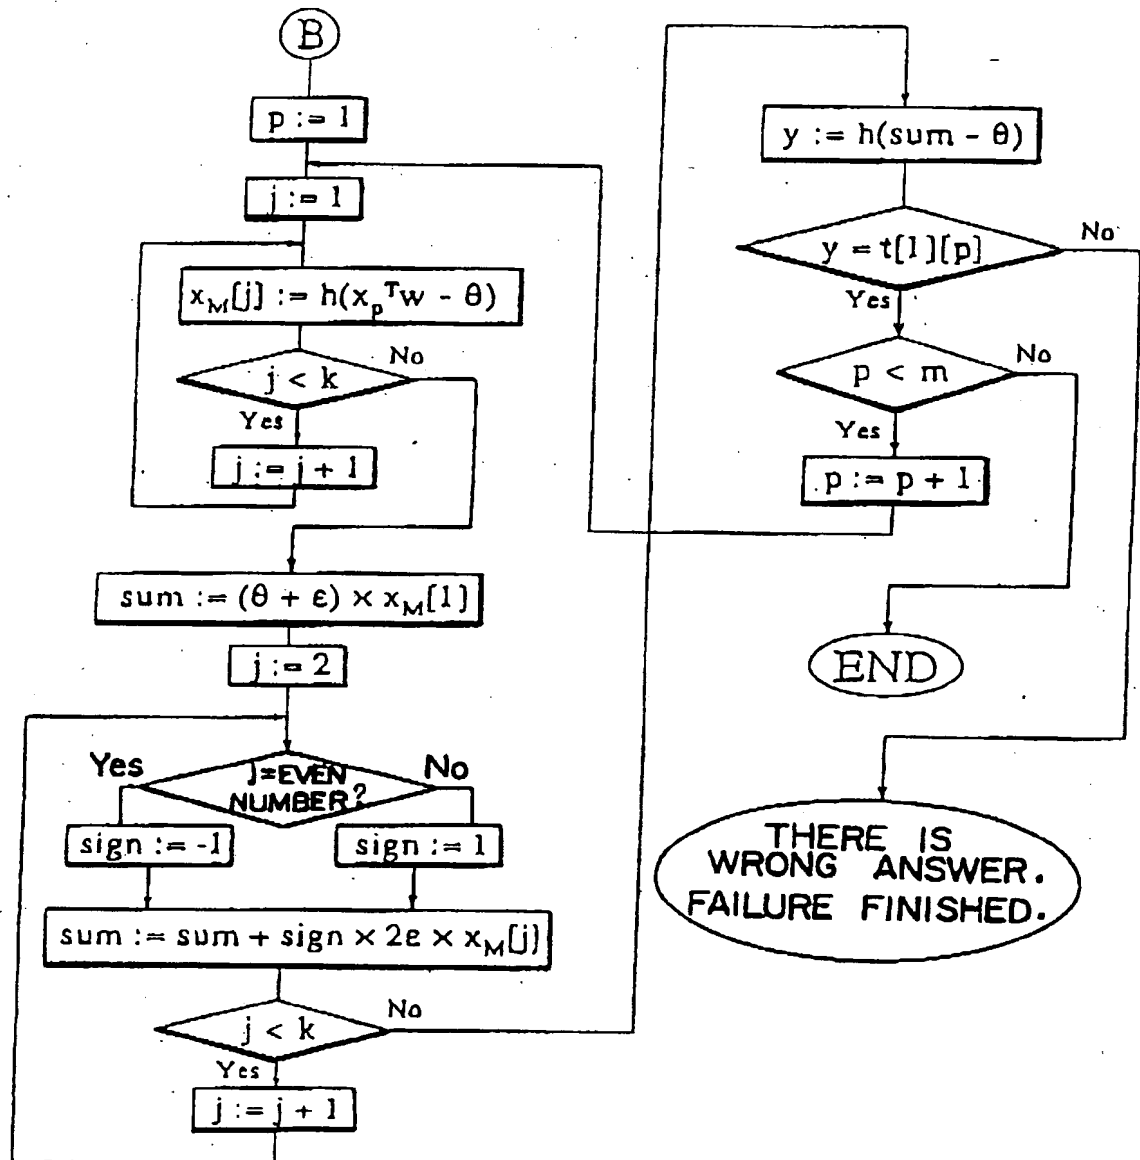 B
p := 1
j := 1
x_M[j] := h(x_p^T w - θ)
j < k
No
Yes
j := j + 1
sum := (θ + ε) × x_M[1]
j := 2
Yes
j=EVEN
NUMBER?
No
sign := -1
sign := 1
sum := sum + sign × 2ε × x_M[j]
j < k
No
Yes
j := j + 1
y := h(sum - θ)
y = t[1][p]
No
Yes
p < m
No
Yes
p := p + 1
END
THERE IS
WRONG ANSWER.
FAILURE FINISHED.